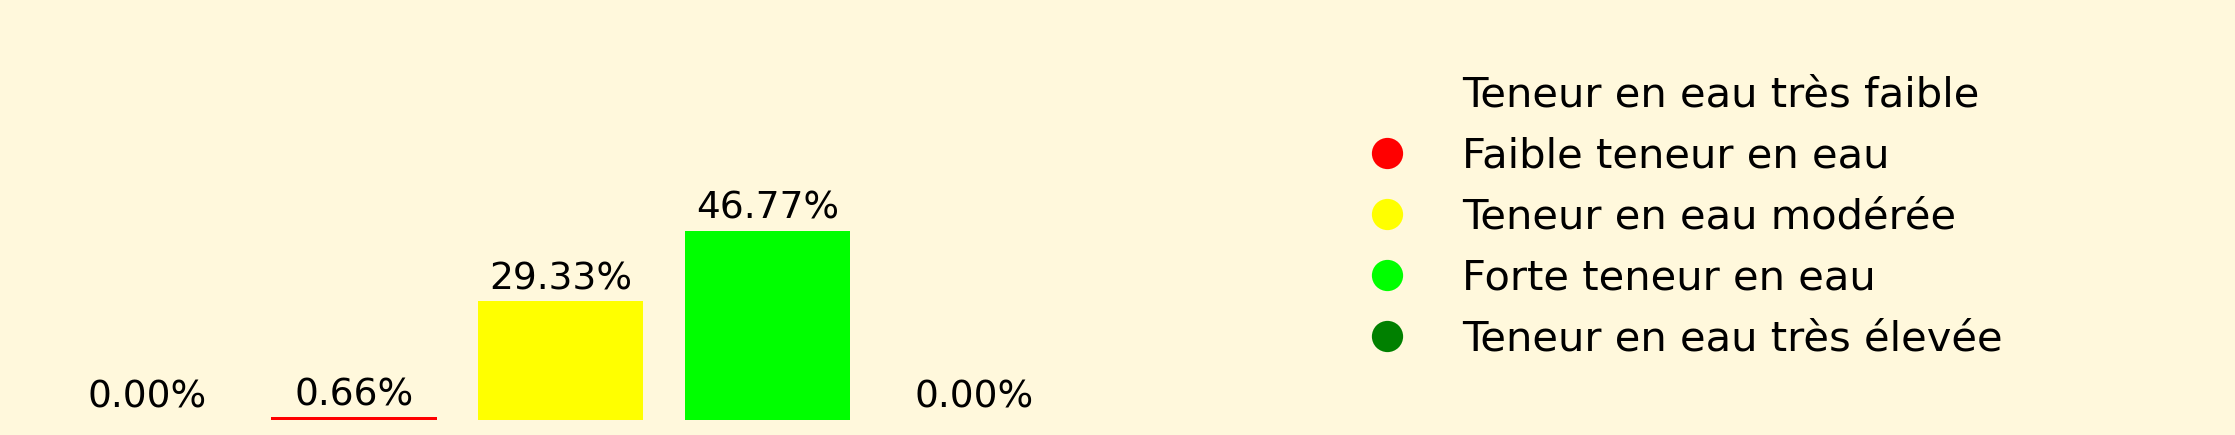 0.00%
0.66%
29.33%
46.77%
0.00%
Teneur en eau très faible
Faible teneur en eau
Teneur en eau modérée
Forte teneur en eau
Teneur en eau très élevée